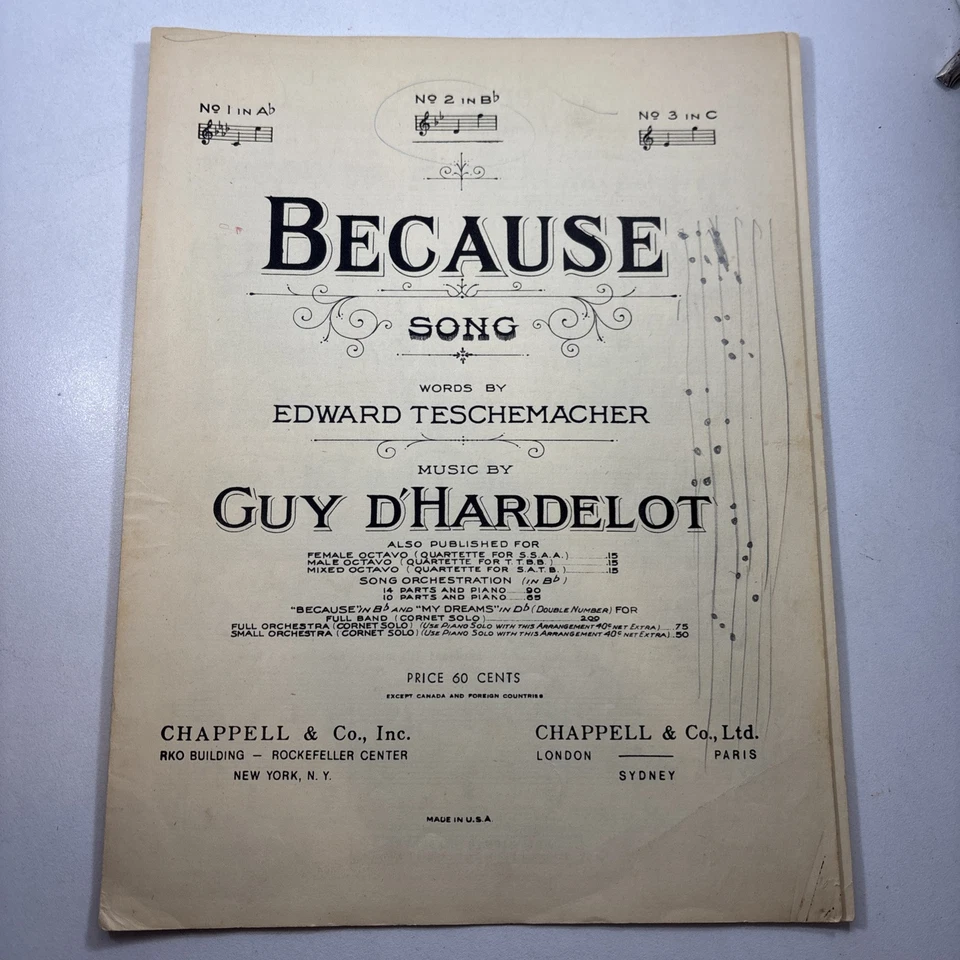 No 1 IN A♭
No 2 IN B♭
No 3 IN C
BECAUSE
SONG
WORDS BY
EDWARD TESCHEMACHER
MUSIC BY
GUY D'HARDELOT
ALSO PUBLISHED FOR
FEMALE OCTAVO (QUARTETTE FOR S.S.A.A.) .15
MALE OCTAVO (QUARTETTE FOR T.T.B.B.) .15
MIXED OCTAVO (QUARTETTE FOR S.A.T.B.) .15
SONG ORCHESTRATION (IN B♭)
14 PARTS AND PIANO .90
10 PARTS AND PIANO .65
"BECAUSE" IN B♭ AND "MY DREAMS" IN D♭ (DOUBLE NUMBER) FOR
FULL BAND (CORNET SOLO) 2.00
FULL ORCHESTRA (CORNET SOLO) (USE PIANO SOLO WITH THIS ARRANGEMENT 40¢ NET EXTRA) .75
SMALL ORCHESTRA (CORNET SOLO) (USE PIANO SOLO WITH THIS ARRANGEMENT 40¢ NET EXTRA) .50
PRICE 60 CENTS
EXCEPT CANADA AND FOREIGN COUNTRIES
CHAPPELL & Co., Inc.
RKO BUILDING — ROCKEFELLER CENTER
NEW YORK, N. Y.
CHAPPELL & Co., Ltd.
LONDON — PARIS
SYDNEY
MADE IN U.S.A.